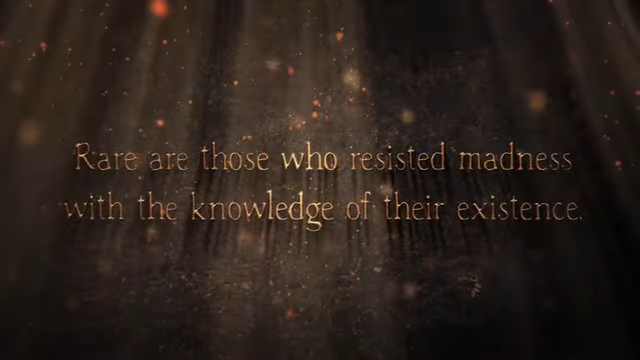 Rare are those who resisted madness
with the knowledge of their existence.